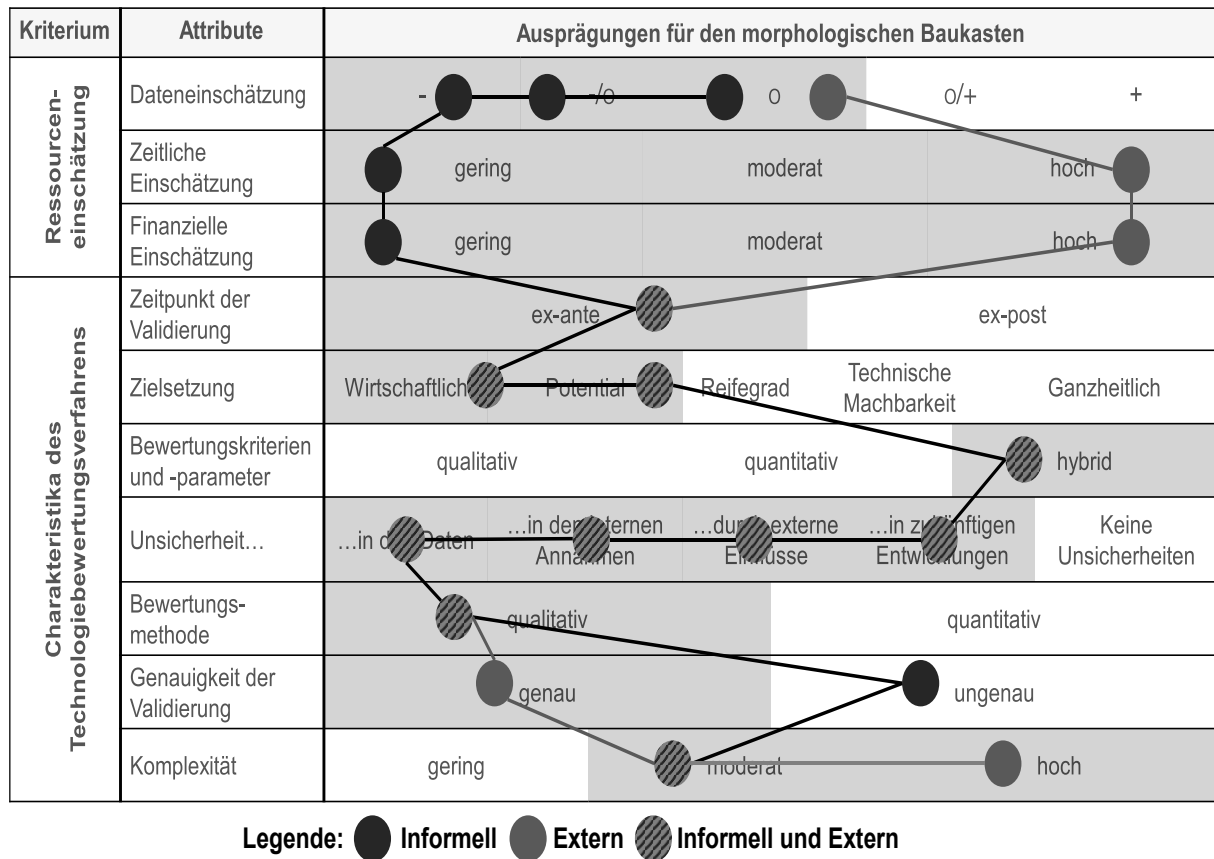 Kriterium Attribute Ausprägungen für den morphologischen Baukasten
Ressourcen-
einschätzung
Dateneinschätzung - -/o o o/+ +
Zeitliche
Einschätzung
gering moderat hoch
Finanzielle
Einschätzung
gering moderat hoch
Charakteristika des
Technologiebewertungsverfahrens
Zeitpunkt der
Validierung
ex-ante ex-post
Zielsetzung Wirtschaftlich Potential Reifegrad
Technische
Machbarkeit
Ganzheitlich
Bewertungskriterien
und -parameter
qualitativ quantitativ hybrid
Unsicherheit…
…in den Daten
…in den internen
Annahmen
…durch externe
Einflüsse
…in zukünftigen
Entwicklungen
Keine
Unsicherheiten
Bewertungs-
methode
qualitativ quantitativ
Genauigkeit der
Validierung
genau ungenau
Komplexität gering moderat hoch
Legende: Informell Extern Informell und Extern